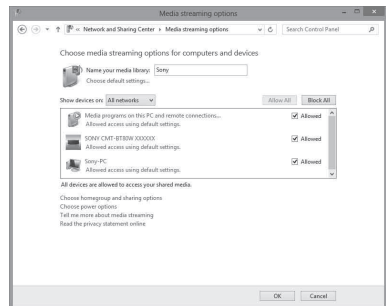 Media streaming options
« Network and Sharing Center Media streaming options
Search Control Panel
Choose media streaming options for computers and devices
Name your media library: Sony
Choose default settings...
Show devices on: All networks
Allow All Block All
Media programs on this PC and remote connections...
Allowed
Allowed access using default settings.
SONY CMT-BT80W XXXXXX
Allowed
Allowed access using default settings.
Sony-PC
Allowed
Allowed access using default settings.
All devices are allowed to access your shared media.
Choose homegroup and sharing options
Choose power options
Tell me more about media streaming
Read the privacy statement online
OK Cancel